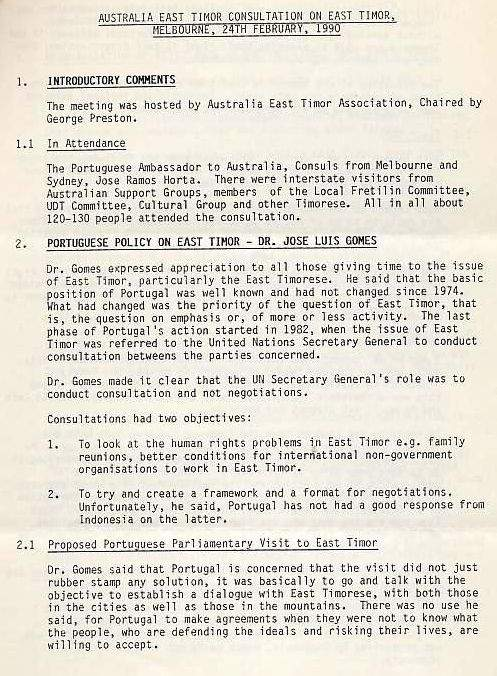 AUSTRALIA EAST TIMOR CONSULTATION ON EAST TIMOR,
MELBOURNE, 24TH FEBRUARY, 1990
1. INTRODUCTORY COMMENTS
The meeting was hosted by Australia East Timor Association, Chaired by
George Preston.
1.1 In Attendance
The Portuguese Ambassador to Australia, Consuls from Melbourne and
Sydney, Jose Ramos Horta. There were interstate visitors from
Australian Support Groups, members of the Local Fretilin Committee,
UDT Committee, Cultural Group and other Timorese. All in all about
120-130 people attended the consultation.
2. PORTUGUESE POLICY ON EAST TIMOR - DR. JOSE LUIS GOMES
Dr. Gomes expressed appreciation to all those giving time to the issue
of East Timor, particularly the East Timorese. He said that the basic
position of Portugal was well known and had not changed since 1974.
What had changed was the priority of the question of East Timor, that
is, the question on emphasis or, of more or less activity. The last
phase of Portugal's action started in 1982, when the issue of East
Timor was referred to the United Nations Secretary General to conduct
consultation betweens the parties concerned.
Dr. Gomes made it clear that the UN Secretary General's role was to
conduct consultation and not negotiations.
Consultations had two objectives:
1. To look at the human rights problems in East Timor e.g. family
reunions, better conditions for international non-government
organisations to work in East Timor.
2. To try and create a framework and a format for negotiations.
Unfortunately, he said, Portugal has not had a good response from
Indonesia on the latter.
2.1 Proposed Portuguese Parliamentary Visit to East Timor
Dr. Gomes said that Portugal is concerned that the visit did not just
rubber stamp any solution, it was basically to go and talk with the
objective to establish a dialogue with East Timorese, with both those
in the cities as well as those in the mountains. There was no use he
said, for Portugal to make agreements when they were not to know what
the people, who are defending the ideals and risking their lives, are
willing to accept.